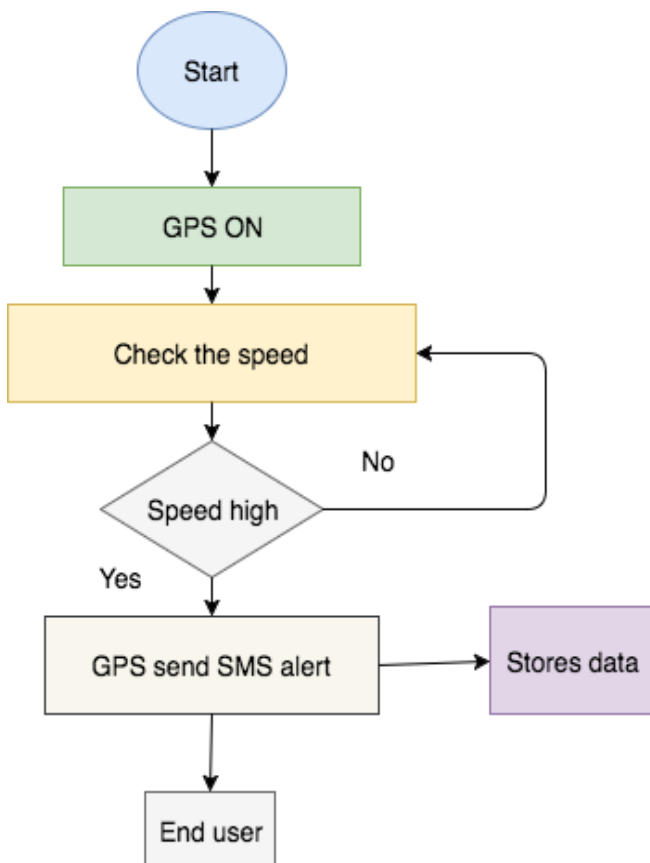 Start
GPS ON
Check the speed
No
Speed high
Yes
GPS send SMS alert
Stores data
End user